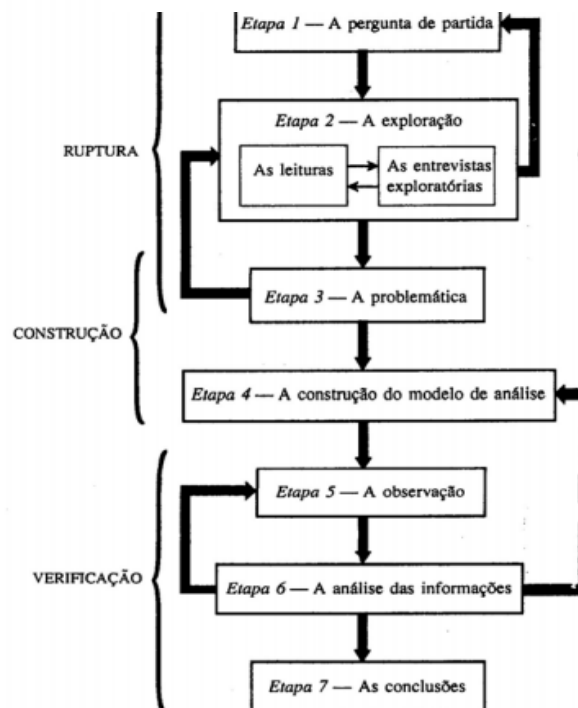 Etapa 1 — A pergunta de partida
Etapa 2 — A exploração
RUPTURA
As leituras
As entrevistas
exploratórias
Etapa 3 — A problemática
CONSTRUÇÃO
Etapa 4 — A construção do modelo de análise
Etapa 5 — A observação
VERIFICAÇÃO
Etapa 6 — A análise das informações
Etapa 7 — As conclusões